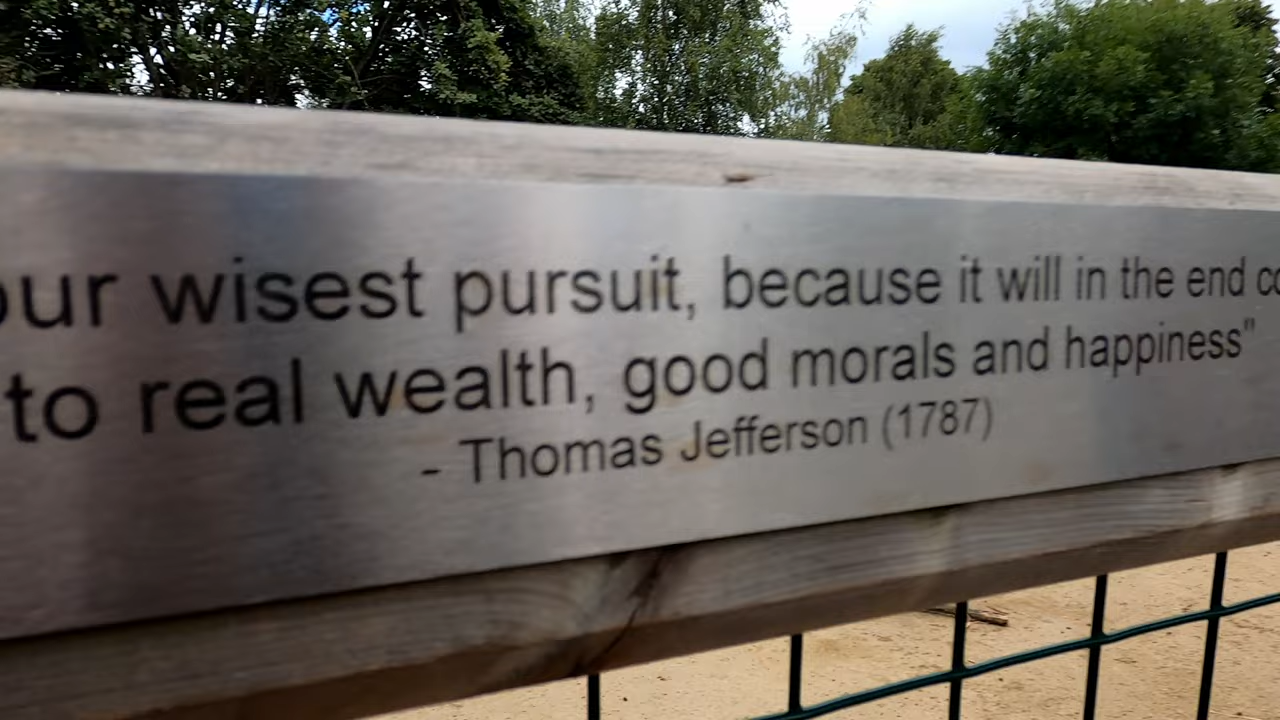 our wisest pursuit, because it will in the end co
to real wealth, good morals and happiness"
- Thomas Jefferson (1787)